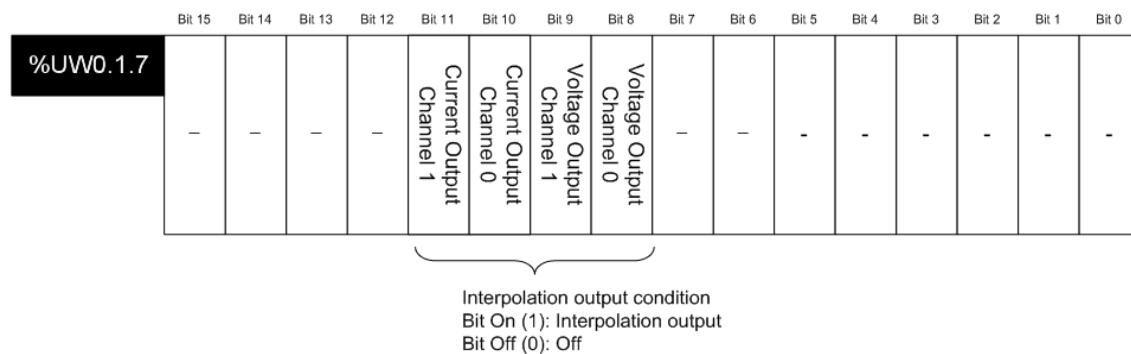 Bit 15 Bit 14 Bit 13 Bit 12 Bit 11 Bit 10 Bit 9 Bit 8 Bit 7 Bit 6 Bit 5 Bit 4 Bit 3 Bit 2 Bit 1 Bit 0
%UW0.1.7
– – – –
Current Output
Channel 1
Current Output
Channel 0
Voltage Output
Channel 1
Voltage Output
Channel 0
– – - - - - - -
Interpolation output condition
Bit On (1): Interpolation output
Bit Off (0): Off